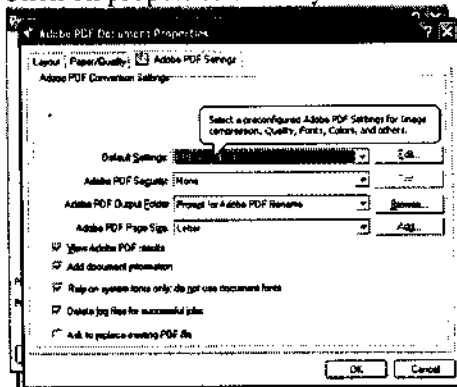 Adobe PDF Document Properties
Layout Paper/Quality Adobe PDF Settings
Adobe PDF Conversion Settings
Select a preconfigured Adobe PDF Settings for Image
compression, Quality, Fonts, Colors, and others.
Default Settings: Edit...
Adobe PDF Security: None
Adobe PDF Output Folder: Prompt for Adobe PDF filename Browse...
Adobe PDF Page Size: Letter Add...
View Adobe PDF results
Add document information
Rely on system fonts only; do not use document fonts
Delete log files for successful jobs
Ask to replace existing PDF file
OK Cancel